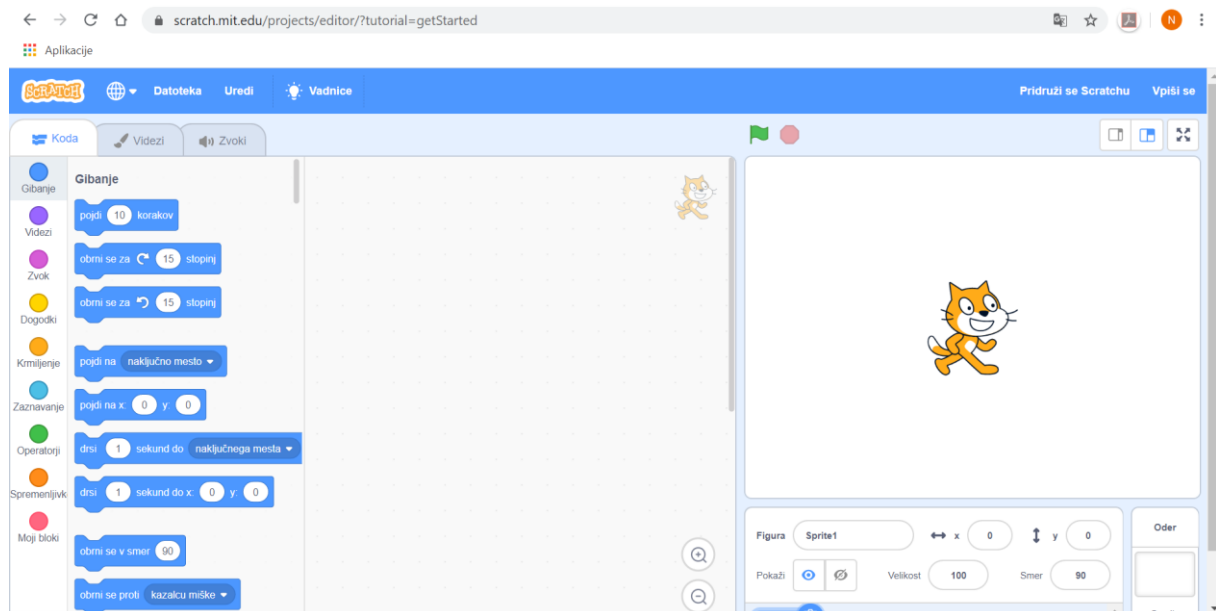 scratch.mit.edu/projects/editor/?tutorial=getStarted
N
Aplikacije
SCRATCH Datoteka Uredi Vadnice Pridruži se Scratchu Vpiši se
Koda Videzi Zvoki
Gibanje
Videzi
Zvok
Dogodki
Krmiljenje
Zaznavanje
Operatorji
Spremenljivk
Moji bloki
Gibanje
pojdi 10 korakov
obrni se za 15 stopinj
obrni se za 15 stopinj
pojdi na naključno mesto
pojdi na x: 0 y: 0
drsi 1 sekund do naključnega mesta
drsi 1 sekund do x: 0 y: 0
obrni se v smer 90
obrni se proti kazalcu miške
Figura Sprite1 x 0 y 0
Pokaži Velikost 100 Smer 90
Oder